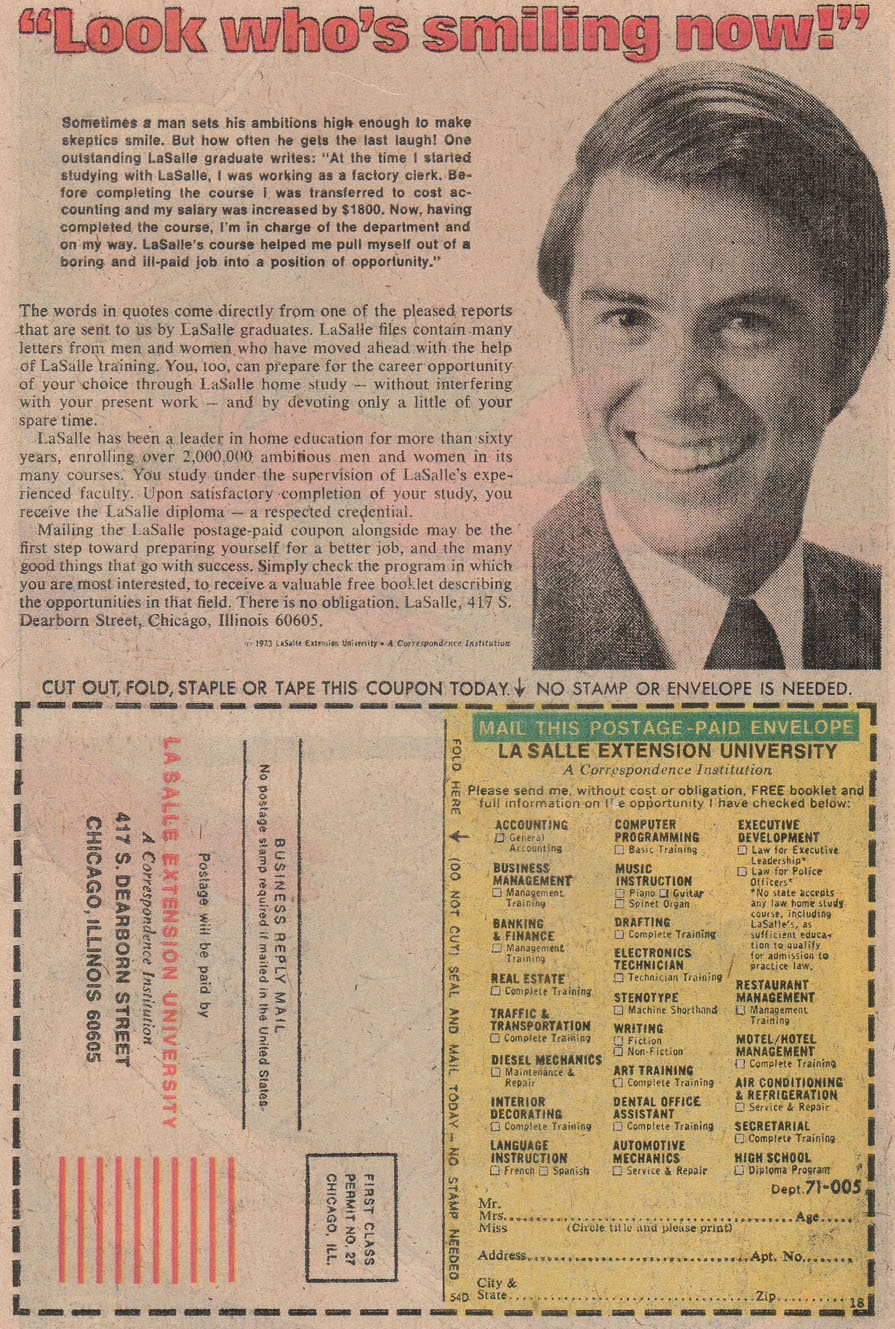 “Look who’s smiling now!”
Sometimes a man sets his ambitions high enough to make
skeptics smile. But how often he gets the last laugh! One
outstanding LaSalle graduate writes: “At the time I started
studying with LaSalle, I was working as a factory clerk. Be-
fore completing the course I was transferred to cost ac-
counting and my salary was increased by $1800. Now, having
completed the course, I’m in charge of the department and
on my way. LaSalle’s course helped me pull myself out of a
boring and ill-paid job into a position of opportunity.”
The words in quotes come directly from one of the pleased reports
that are sent to us by LaSalle graduates. LaSalle files contain many
letters from men and women who have moved ahead with the help
of LaSalle training. You, too, can prepare for the career opportunity
of your choice through LaSalle home study — without interfering
with your present work — and by devoting only a little of your
spare time.
LaSalle has been a leader in home education for more than sixty
years, enrolling over 2,000,000 ambitious men and women in its
many courses. You study under the supervision of LaSalle’s expe-
rienced faculty. Upon satisfactory completion of your study, you
receive the LaSalle diploma — a respected credential.
Mailing the LaSalle postage-paid coupon alongside may be the
first step toward preparing yourself for a better job, and the many
good things that go with success. Simply check the program in which
you are most interested, to receive a valuable free booklet describing
the opportunities in that field. There is no obligation. LaSalle, 417 S.
Dearborn Street, Chicago, Illinois 60605.
© 1973 LaSalle Extension University • A Correspondence Institution
CUT OUT, FOLD, STAPLE OR TAPE THIS COUPON TODAY. ↓ NO STAMP OR ENVELOPE IS NEEDED.
BUSINESS REPLY MAIL
No postage stamp required if mailed in the United States.
— Postage will be paid by
LA SALLE EXTENSION UNIVERSITY
A Correspondence Institution
417 S. DEARBORN STREET
CHICAGO, ILLINOIS 60605
FIRST CLASS
PERMIT NO. 27
CHICAGO, ILL.
FOLD HERE ← (DO NOT CUT) SEAL AND MAIL TODAY — NO STAMP NEEDED.
54D
MAIL THIS POSTAGE-PAID ENVELOPE
LA SALLE EXTENSION UNIVERSITY
A Correspondence Institution
Please send me, without cost or obligation, FREE booklet and
full information on the opportunity I have checked below:
ACCOUNTING
☐ General
Accounting
BUSINESS
MANAGEMENT
☐ Management
Training
BANKING
& FINANCE
☐ Management
Training
REAL ESTATE
☐ Complete Training
TRAFFIC &
TRANSPORTATION
☐ Complete Training
DIESEL MECHANICS
☐ Maintenance &
Repair
INTERIOR
DECORATING
☐ Complete Training
LANGUAGE
INSTRUCTION
☐ French ☐ Spanish
COMPUTER
PROGRAMMING
☐ Basic Training
MUSIC
INSTRUCTION
☐ Piano ☐ Guitar
☐ Spinet Organ
DRAFTING
☐ Complete Training
ELECTRONICS
TECHNICIAN
☐ Technician Training
STENOTYPE
☐ Machine Shorthand
WRITING
☐ Fiction
☐ Non-Fiction
ART TRAINING
☐ Complete Training
DENTAL OFFICE
ASSISTANT
☐ Complete Training
AUTOMOTIVE
MECHANICS
☐ Service & Repair
EXECUTIVE
DEVELOPMENT
☐ Law for Executive
Leadership*
☐ Law for Police
Officers*
*No state accepts
any law home study
course, including
LaSalle’s, as
sufficient educa-
tion to qualify
for admission to
practice law.
RESTAURANT
MANAGEMENT
☐ Management
Training
MOTEL/HOTEL
MANAGEMENT
☐ Complete Training
AIR CONDITIONING
& REFRIGERATION
☐ Service & Repair
SECRETARIAL
☐ Complete Training
HIGH SCHOOL
☐ Diploma Program
Dept. 71-005
Mr.
Mrs. Age
Miss (Circle title and please print)
Address Apt. No.
City &
State Zip
18